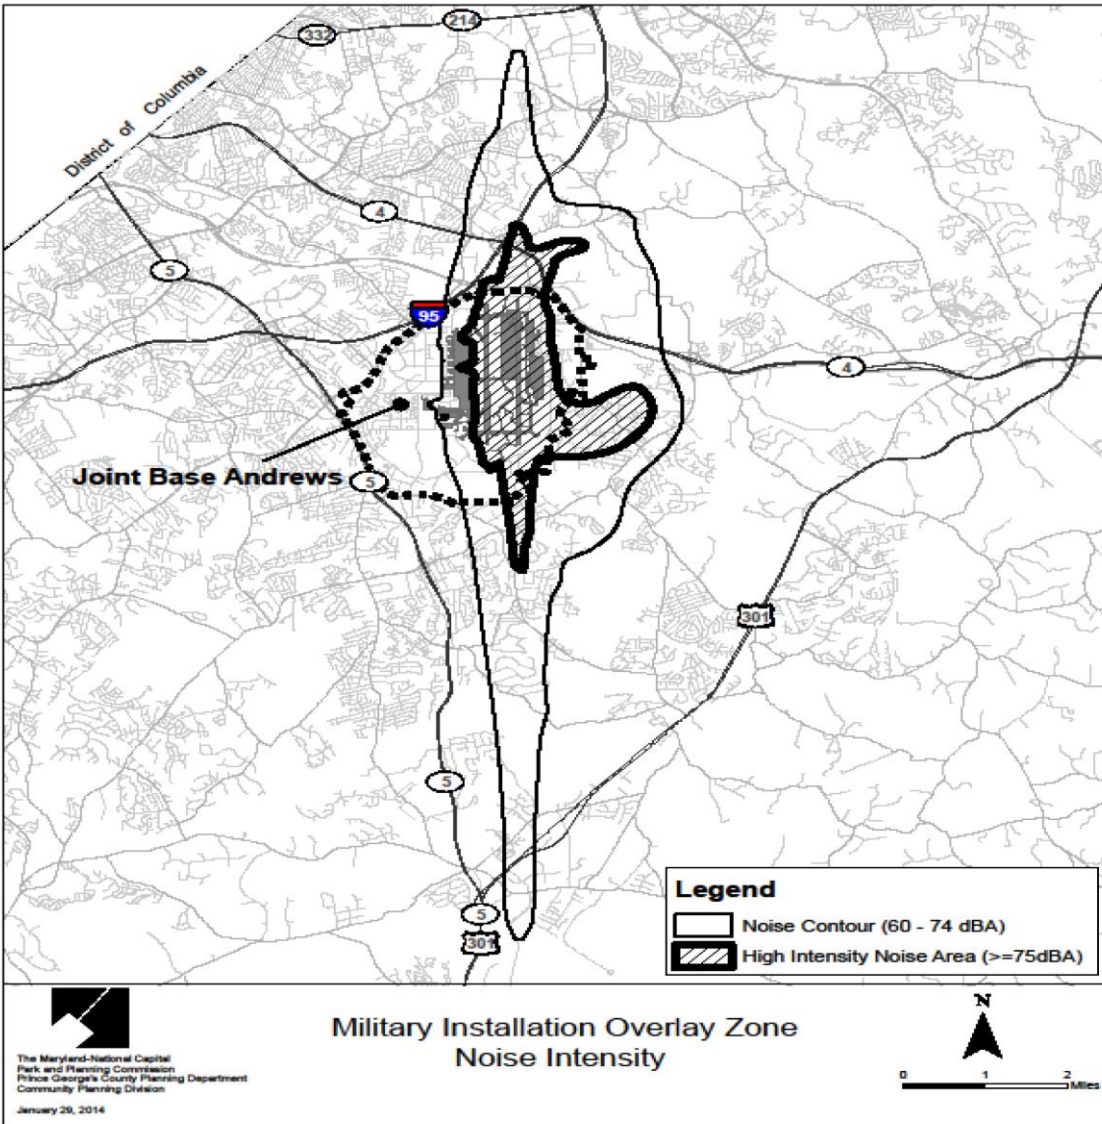 332
214
District of Columbia
4
5
95
4
Joint Base Andrews
5
301
5
Legend
Noise Contour (60 - 74 dBA)
High Intensity Noise Area (>=75dBA)
5
301
Military Installation Overlay Zone
Noise Intensity
The Maryland-National Capital
Park and Planning Commission
Prince George's County Planning Department
Community Planning Division
January 29, 2014
N
0 1 2
Miles